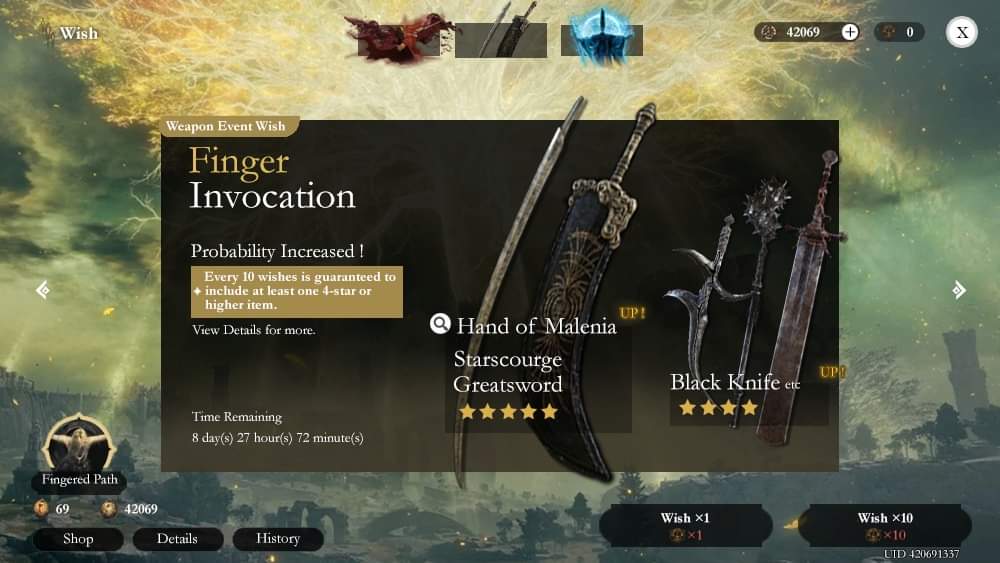 Wish
42069
0
X
Weapon Event Wish
Finger
Invocation
Probability Increased !
Every 10 wishes is guaranteed to
include at least one 4-star or
higher item.
View Details for more.
UP !
Hand of Malenia
Starscourge
Greatsword
UP !
Black Knife etc
Time Remaining
8 day(s) 27 hour(s) 72 minute(s)
Fingered Path
69 42069
Shop Details History
Wish ×1
×1
Wish ×10
×10
UID 420691337